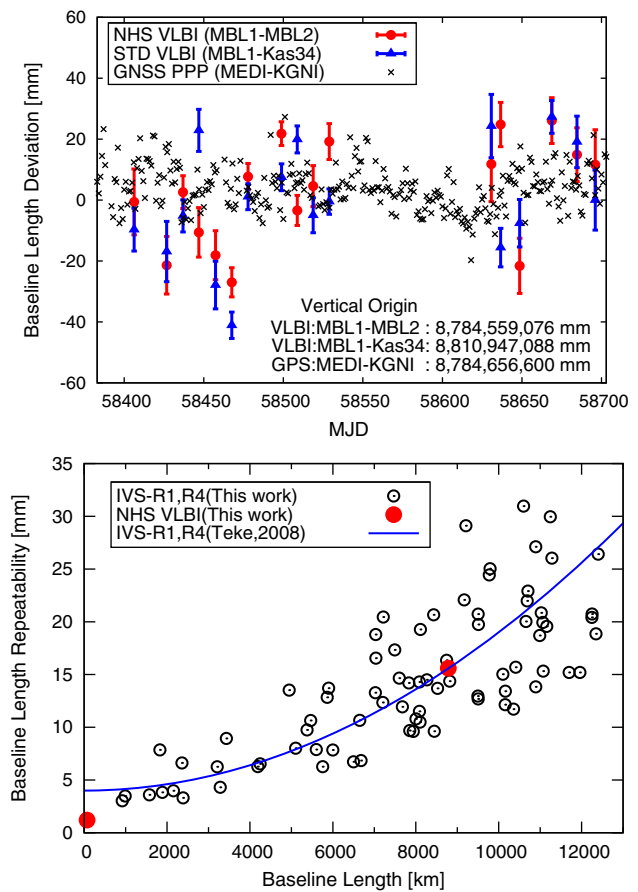 NHS VLBI (MBL1-MBL2)
STD VLBI (MBL1-Kas34)
GNSS PPP (MEDI-KGNI)
60
40
20
0
-20
-40
-60
Baseline Length Deviation [mm]
Vertical Origin
VLBI:MBL1-MBL2 : 8,784,559,076 mm
VLBI:MBL1-Kas34: 8,810,947,088 mm
GPS:MEDI-KGNI : 8,784,656,600 mm
58400 58450 58500 58550 58600 58650 58700
MJD
IVS-R1,R4(This work)
NHS VLBI(This work)
IVS-R1,R4(Teke,2008)
35
30
25
20
15
10
5
0
Baseline Length Repeatability [mm]
0 2000 4000 6000 8000 10000 12000
Baseline Length [km]